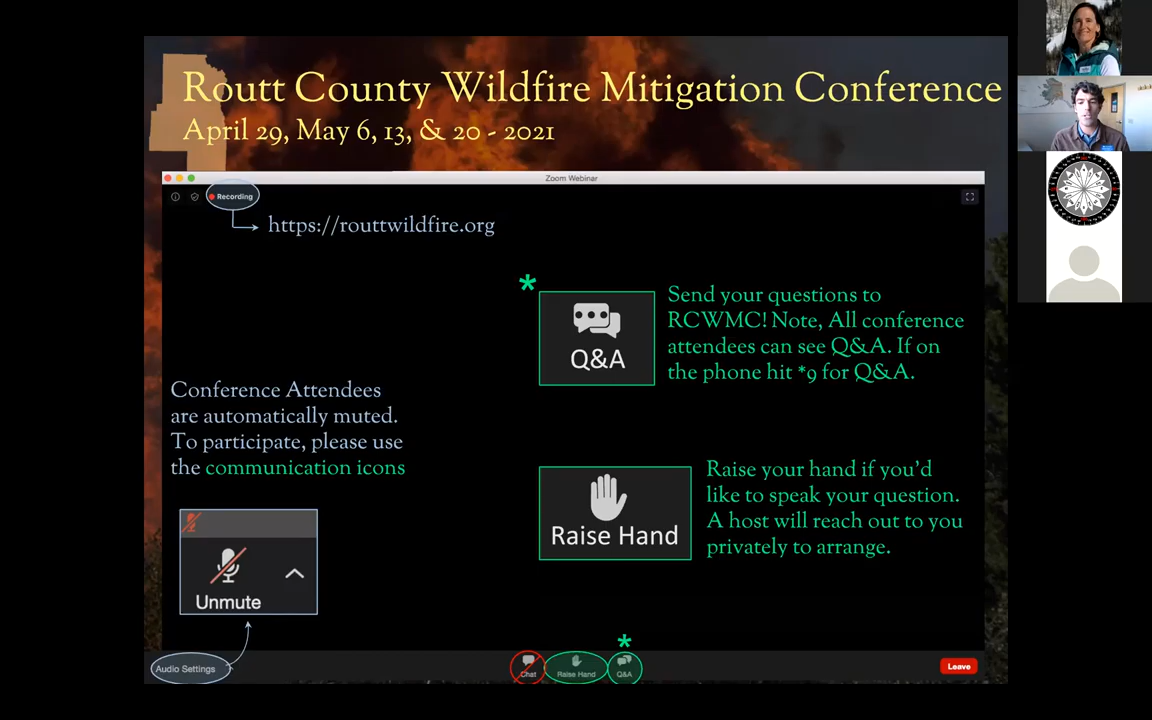 Routt County Wildfire Mitigation Conference
April 29, May 6, 13, & 20 - 2021
Zoom Webinar
Recording
https://routtwildfire.org
*
Q&A
Send your questions to
RCWMC! Note, All conference
attendees can see Q&A. If on
the phone hit *9 for Q&A.
Conference Attendees
are automatically muted.
To participate, please use
the communication icons
Raise Hand
Raise your hand if you'd
like to speak your question.
A host will reach out to you
privately to arrange.
Unmute
*
Audio Settings
Chat
Raise Hand
Q&A
Leave